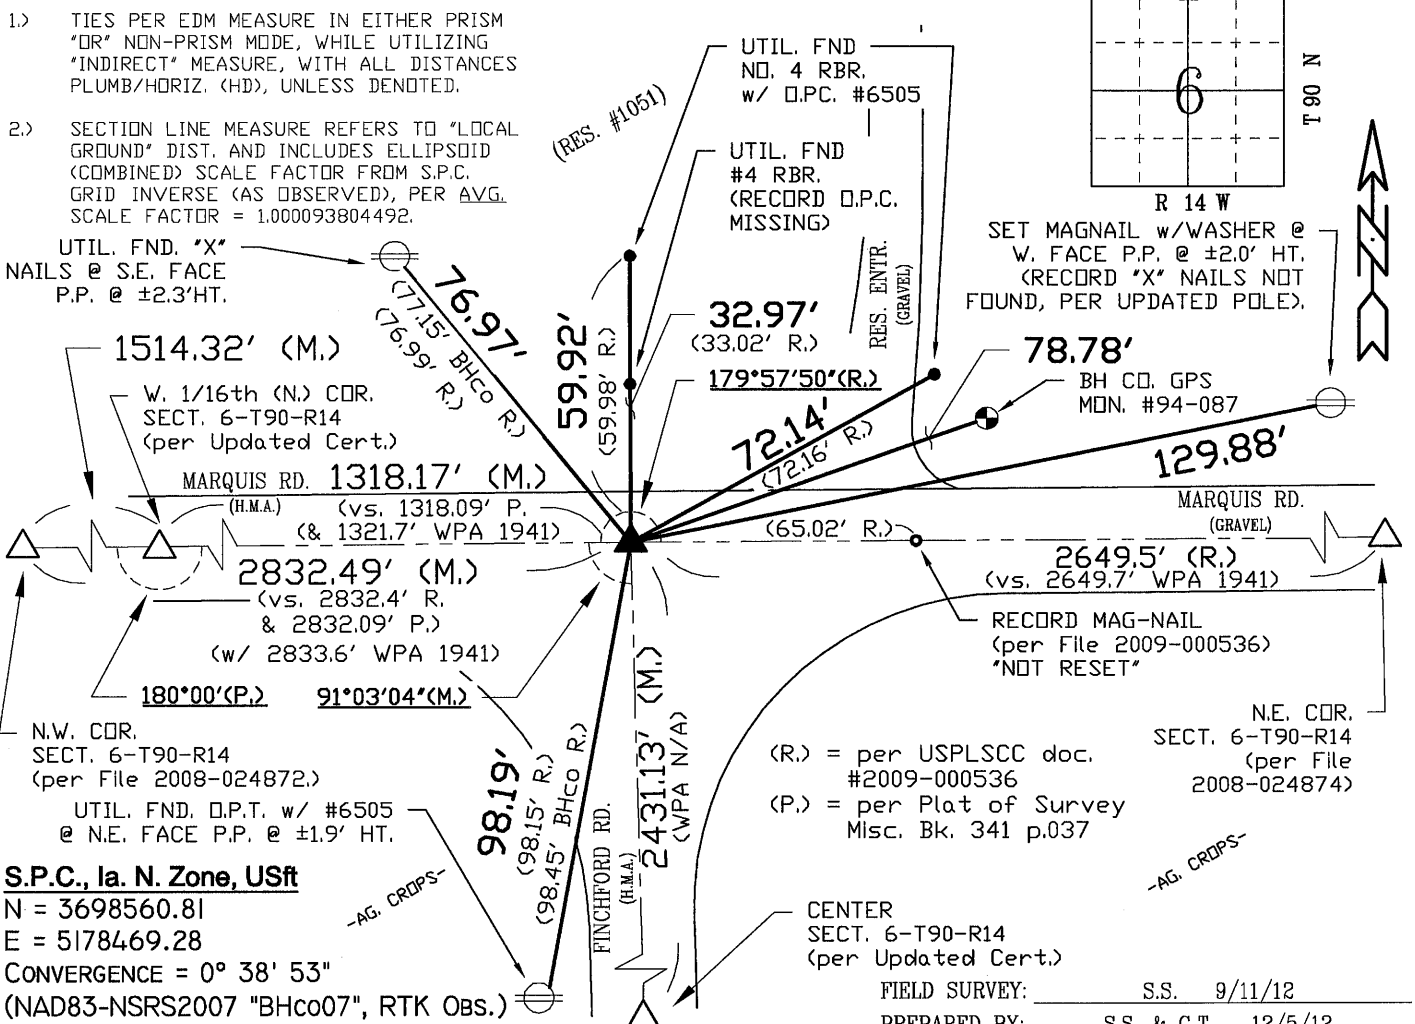 1.) TIES PER EDM MEASURE IN EITHER PRISM
"OR" NON-PRISM MODE, WHILE UTILIZING
"INDIRECT" MEASURE, WITH ALL DISTANCES
PLUMB/HORIZ. (HD), UNLESS DENOTED.
2.) SECTION LINE MEASURE REFERS TO "LOCAL
GROUND" DIST. AND INCLUDES ELLIPSOID
(COMBINED) SCALE FACTOR FROM S.P.C.
GRID INVERSE (AS OBSERVED), PER AVG.
SCALE FACTOR = 1.000093804492.
UTIL. FND. "X"
NAILS @ S.E. FACE
P.P. @ ±2.3'HT.
(RES. #1051)
UTIL. FND
NO. 4 RBR.
w/ O.P.C. #6505
UTIL. FND
#4 RBR.
(RECORD O.P.C.
MISSING)
6
T 90 N
R 14 W
SET MAGNAIL w/WASHER @
W. FACE P.P. @ ±2.0' HT.
(RECORD "X" NAILS NOT
FOUND, PER UPDATED POLE).
RES. ENTR.
(GRAVEL)
76.97'
(77.15' BHco R.)
(76.99' R.)
59.92'
(59.98' R.)
32.97'
(33.02' R.)
179°57'50"(R.)
72.14'
(72.16' R.)
78.78'
BH CO. GPS
MON. #94-087
129.88'
1514.32' (M.)
W. 1/16th (N.) COR.
SECT. 6-T90-R14
(per Updated Cert.)
MARQUIS RD.
(H.M.A.)
1318.17' (M.)
(vs. 1318.09' P.
(& 1321.7' WPA 1941)
MARQUIS RD.
(GRAVEL)
(65.02' R.)
2649.5' (R.)
(vs. 2649.7' WPA 1941)
2832.49' (M.)
(vs. 2832.4' R.
& 2832.09' P.)
(w/ 2833.6' WPA 1941)
180°00'(P.)
91°03'04"(M.)
RECORD MAG-NAIL
(per File 2009-000536)
"NOT RESET"
N.W. COR.
SECT. 6-T90-R14
(per File 2008-024872.)
N.E. COR.
SECT. 6-T90-R14
(per File
2008-024874)
UTIL. FND. O.P.T. w/ #6505
@ N.E. FACE P.P. @ ±1.9' HT.
98.19'
(98.15' R.)
(98.45' BHco R.)
FINCHFORD RD.
(H.M.A.)
2431.13' (M.)
(WPA N/A)
(R.) = per USPLSCC doc.
#2009-000536
(P.) = per Plat of Survey
Misc. Bk. 341 p.037
-AG. CROPS-
-AG. CROPS-
S.P.C., Ia. N. Zone, USft
N = 3698560.81
E = 5178469.28
CONVERGENCE = 0° 38' 53"
(NAD83-NSRS2007 "BHco07", RTK OBS.)
CENTER
SECT. 6-T90-R14
(per Updated Cert.)
FIELD SURVEY: S.S. 9/11/12
PREPARED BY: S.S. & C.T. 12/5/12